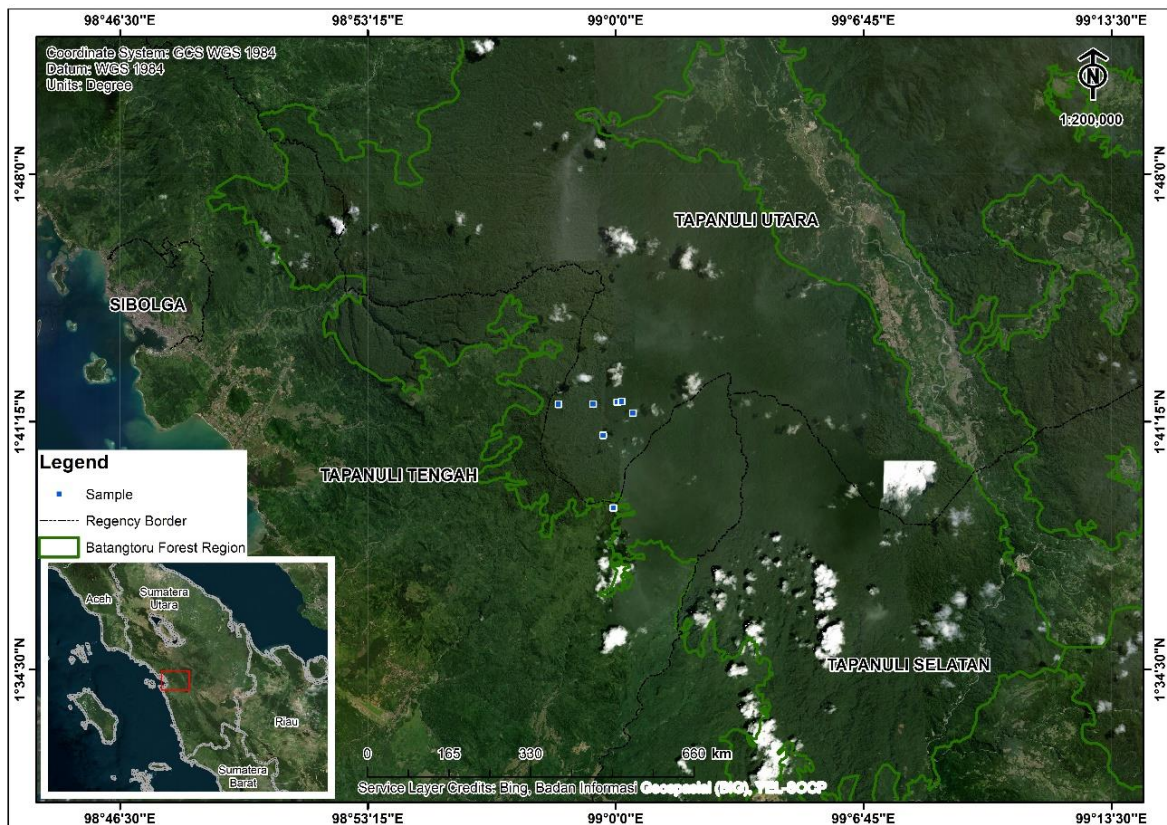 98°46'30"E 98°53'15"E 99°0'0"E 99°6'45"E 99°13'30"E
Coordinate System: GCS WGS 1984
Datum: WGS 1984
Units: Degree
N
1:200,000
1°48'0"N 1°48'0"N
TAPANULI UTARA
SIBOLGA
1°41'15"N 1°41'15"N
TAPANULI TENGAH
Legend
Sample
Regency Border
Batangtoru Forest Region
Aceh
Sumatera
Utara
Riau
Sumatera
Barat
1°34'30"N 1°34'30"N
TAPANULI SELATAN
0 165 330 660 km
Service Layer Credits: Bing, Badan Informasi Geospasial (BIG), YEL-SOCP
98°46'30"E 98°53'15"E 99°0'0"E 99°6'45"E 99°13'30"E